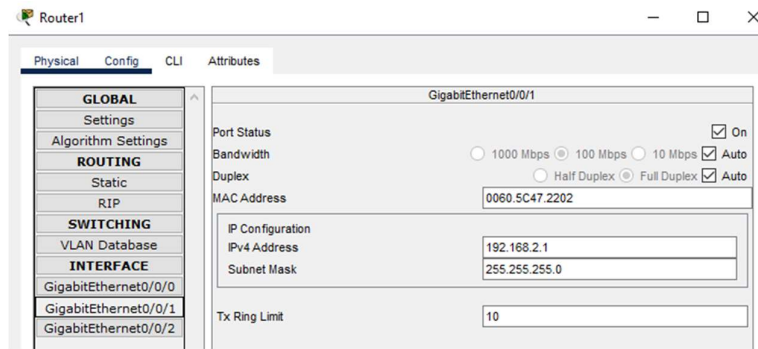 Router1
Physical Config CLI Attributes
GLOBAL
Settings
Algorithm Settings
ROUTING
Static
RIP
SWITCHING
VLAN Database
INTERFACE
GigabitEthernet0/0/0
GigabitEthernet0/0/1
GigabitEthernet0/0/2
GigabitEthernet0/0/1
Port Status On
Bandwidth 1000 Mbps 100 Mbps 10 Mbps Auto
Duplex Half Duplex Full Duplex Auto
MAC Address 0060.5C47.2202
IP Configuration
IPv4 Address 192.168.2.1
Subnet Mask 255.255.255.0
Tx Ring Limit 10